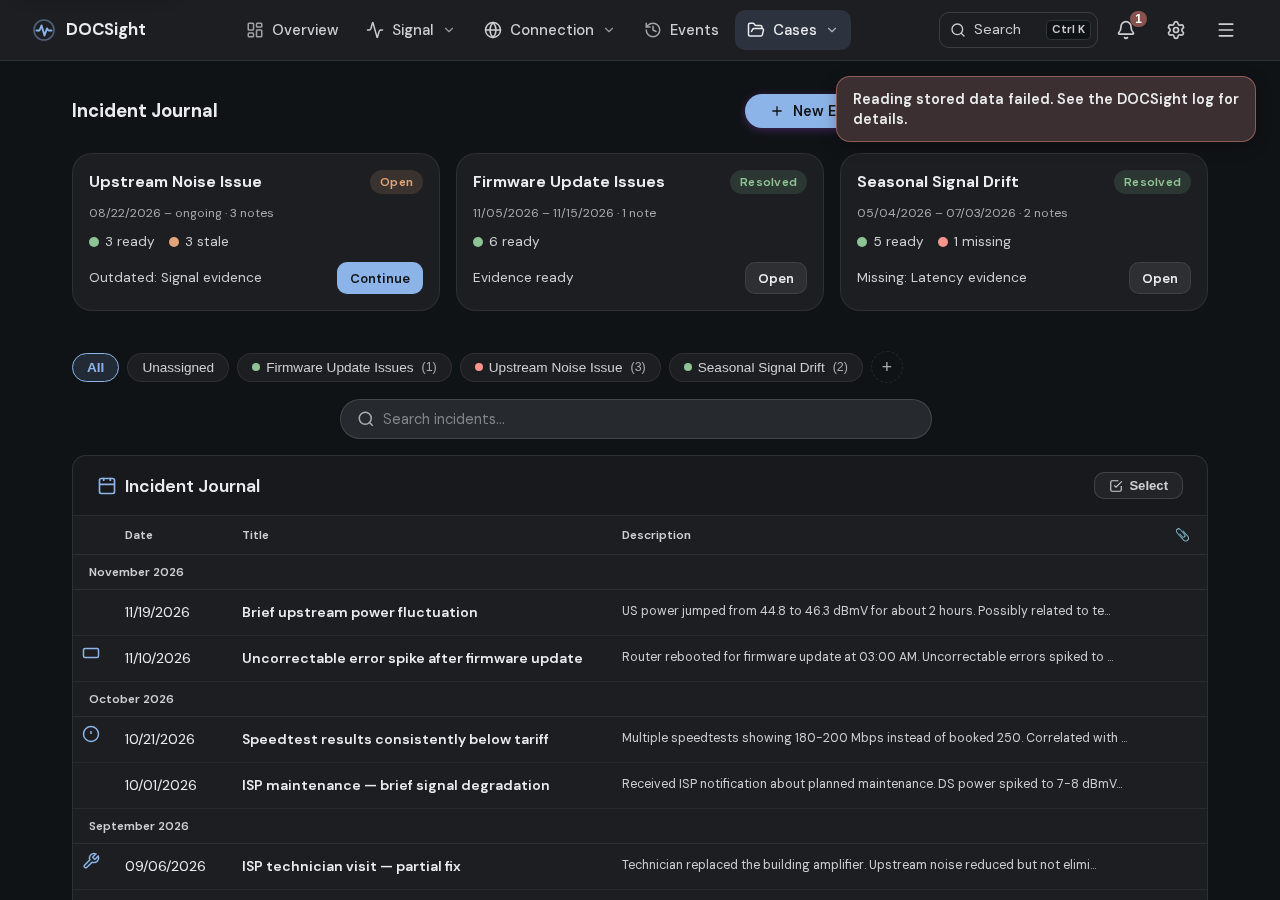 DOCSight
Overview
Signal
Connection
Events
Cases
Search
Ctrl K
1
Incident Journal
New E
Reading stored data failed. See the DOCSight log for
details.
Upstream Noise Issue
Open
08/22/2026 – ongoing · 3 notes
3 ready
3 stale
Outdated: Signal evidence
Continue
Firmware Update Issues
Resolved
11/05/2026 – 11/15/2026 · 1 note
6 ready
Evidence ready
Open
Seasonal Signal Drift
Resolved
05/04/2026 – 07/03/2026 · 2 notes
5 ready
1 missing
Missing: Latency evidence
Open
All
Unassigned
Firmware Update Issues (1)
Upstream Noise Issue (3)
Seasonal Signal Drift (2)
+
Search incidents...
Incident Journal
Select
Date
Title
Description
November 2026
11/19/2026
Brief upstream power fluctuation
US power jumped from 44.8 to 46.3 dBmV for about 2 hours. Possibly related to te...
11/10/2026
Uncorrectable error spike after firmware update
Router rebooted for firmware update at 03:00 AM. Uncorrectable errors spiked to ...
October 2026
10/21/2026
Speedtest results consistently below tariff
Multiple speedtests showing 180-200 Mbps instead of booked 250. Correlated with ...
10/01/2026
ISP maintenance — brief signal degradation
Received ISP notification about planned maintenance. DS power spiked to 7-8 dBmV...
September 2026
09/06/2026
ISP technician visit — partial fix
Technician replaced the building amplifier. Upstream noise reduced but not elimi...